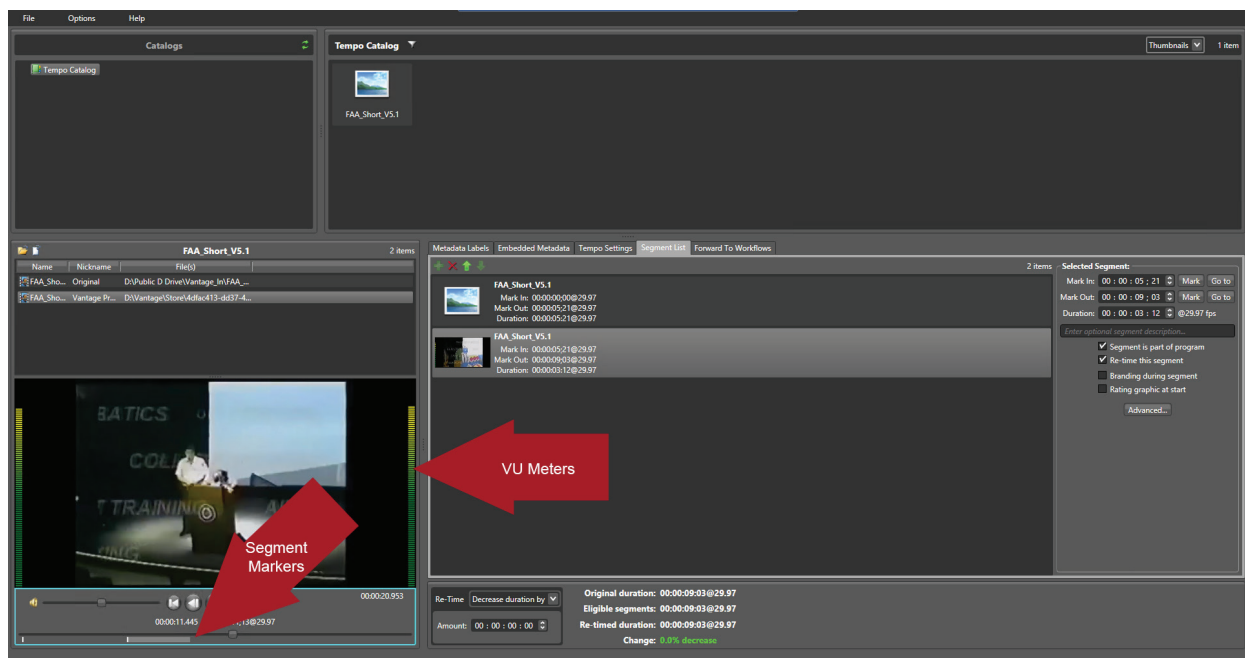 File Options Help
Catalogs
Tempo Catalog
Thumbnails 1 item
Tempo Catalog
FAA_Short_V5.1
FAA_Short_V5.1 2 items
Name Nickname File(s)
FAA_Sho... Original D:\Public D Drive\Vantage_In\FAA_...
FAA_Sho... Vantage Pr... D:\Vantage\Store\4dfac413-dd37-4...
Metadata Labels Embedded Metadata Tempo Settings Segment List Forward To Workflows
2 items
FAA_Short_V5.1
Mark In: 00:00:00;00@29.97
Mark Out: 00:00:05;21@29.97
Duration: 00:00:05:21@29.97
FAA_Short_V5.1
Mark In: 00:00:05;21@29.97
Mark Out: 00:00:09;03@29.97
Duration: 00:00:03:12@29.97
Selected Segment:
Mark In: 00 : 00 : 05 ; 21 Mark Go to
Mark Out: 00 : 00 : 09 ; 03 Mark Go to
Duration: 00 : 00 : 03 : 12 @29.97 fps
Enter optional segment description...
Segment is part of program
Re-time this segment
Branding during segment
Rating graphic at start
Advanced...
BATICS
TRAINING
VU Meters
Segment
Markers
00:00:20.953
00:00:11.445 13@29.97
Re-Time Decrease duration by
Amount: 00 : 00 : 00 : 00
Original duration: 00:00:09:03@29.97
Eligible segments: 00:00:09:03@29.97
Re-timed duration: 00:00:09:03@29.97
Change: 0.0% decrease